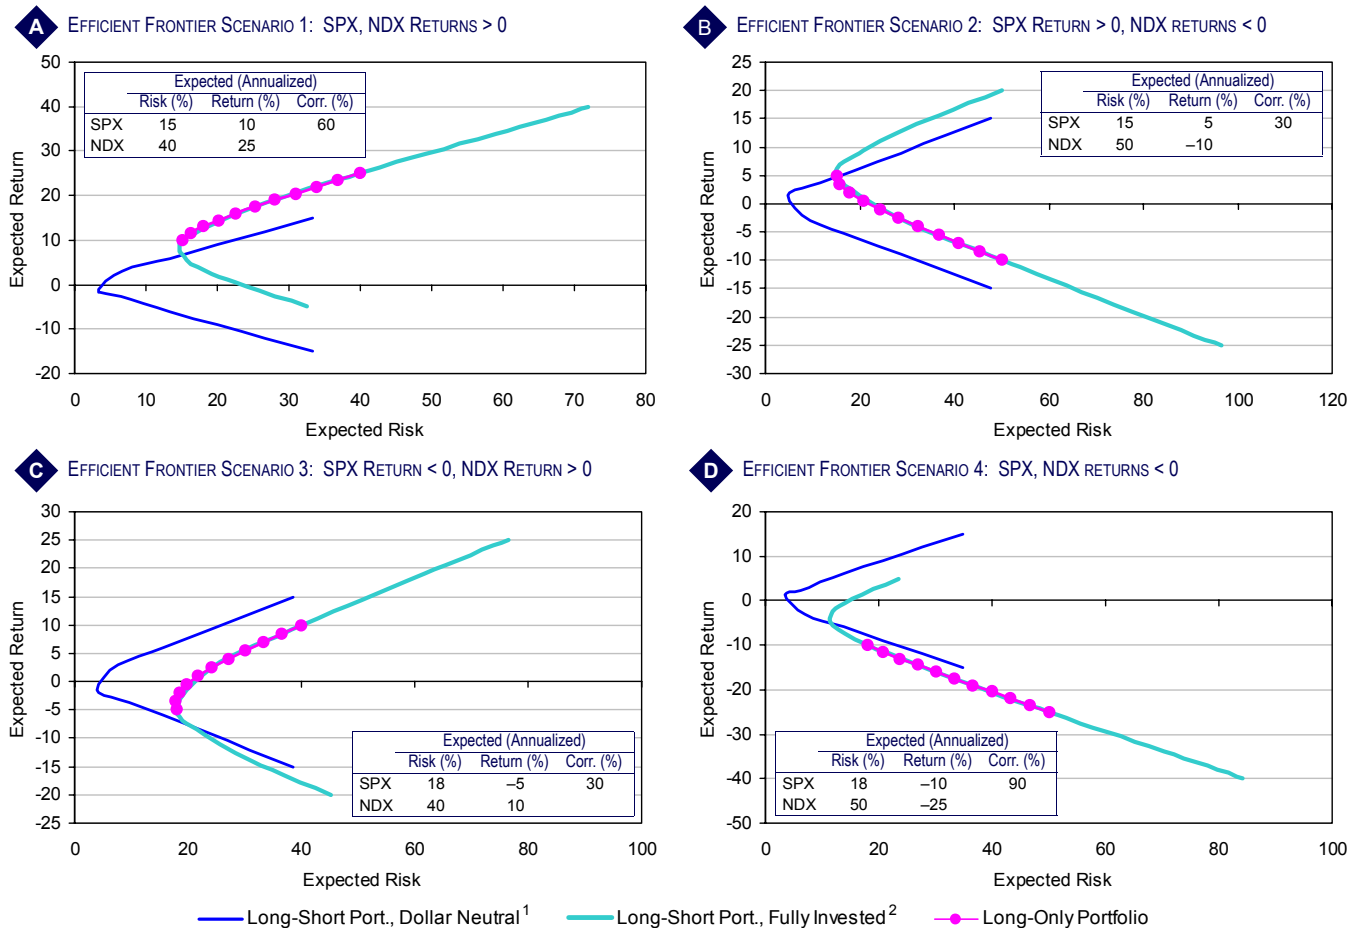 A EFFICIENT FRONTIER SCENARIO 1: SPX, NDX RETURNS > 0
50
40
30
20
10
0
-10
-20
Expected Return
Expected (Annualized)
Risk (%) Return (%) Corr. (%)
SPX 15 10 60
NDX 40 25
0 10 20 30 40 50 60 70 80
Expected Risk
B EFFICIENT FRONTIER SCENARIO 2: SPX RETURN > 0, NDX RETURNS < 0
25
20
15
10
5
0
-5
-10
-15
-20
-25
-30
Expected Return
Expected (Annualized)
Risk (%) Return (%) Corr. (%)
SPX 15 5 30
NDX 50 –10
0 20 40 60 80 100 120
Expected Risk
C EFFICIENT FRONTIER SCENARIO 3: SPX RETURN < 0, NDX RETURN > 0
30
25
20
15
10
5
0
-5
-10
-15
-20
-25
Expected Return
Expected (Annualized)
Risk (%) Return (%) Corr. (%)
SPX 18 –5 30
NDX 40 10
0 20 40 60 80 100
Expected Risk
D EFFICIENT FRONTIER SCENARIO 4: SPX, NDX RETURNS < 0
20
10
0
-10
-20
-30
-40
-50
Expected Return
Expected (Annualized)
Risk (%) Return (%) Corr. (%)
SPX 18 –10 90
NDX 50 –25
0 20 40 60 80 100
Expected Risk
Long-Short Port., Dollar Neutral 1 Long-Short Port., Fully Invested 2 Long-Only Portfolio